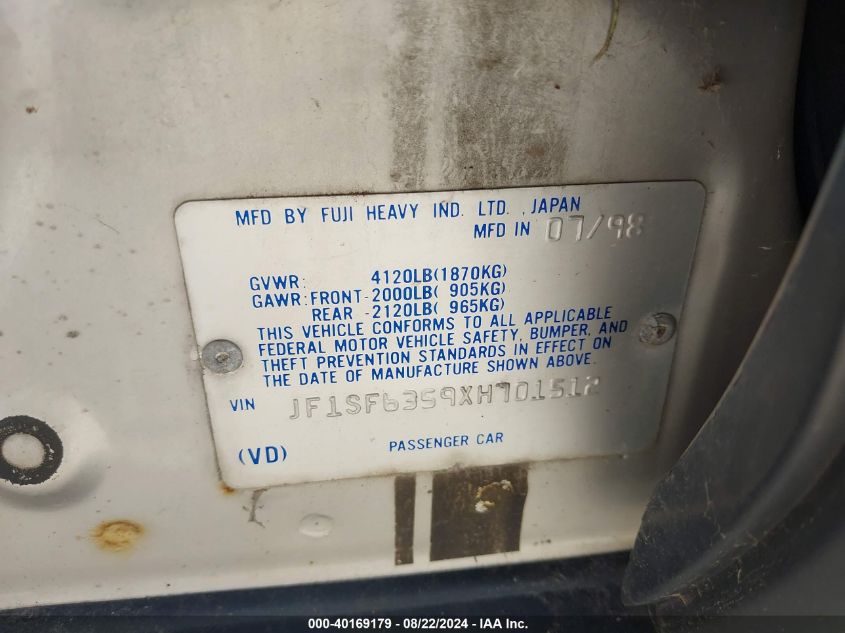 MFD BY FUJI HEAVY IND. LTD., JAPAN
MFD IN 07/98
GVWR: 4120LB(1870KG)
GAWR: FRONT-2000LB( 905KG)
REAR -2120LB( 965KG)
THIS VEHICLE CONFORMS TO ALL APPLICABLE
FEDERAL MOTOR VEHICLE SAFETY, BUMPER, AND
THEFT PREVENTION STANDARDS IN EFFECT ON
THE DATE OF MANUFACTURE SHOWN ABOVE.
VIN JF1SF6359XH701512
(VD) PASSENGER CAR
000-40169179 - 08/22/2024 - IAA Inc.